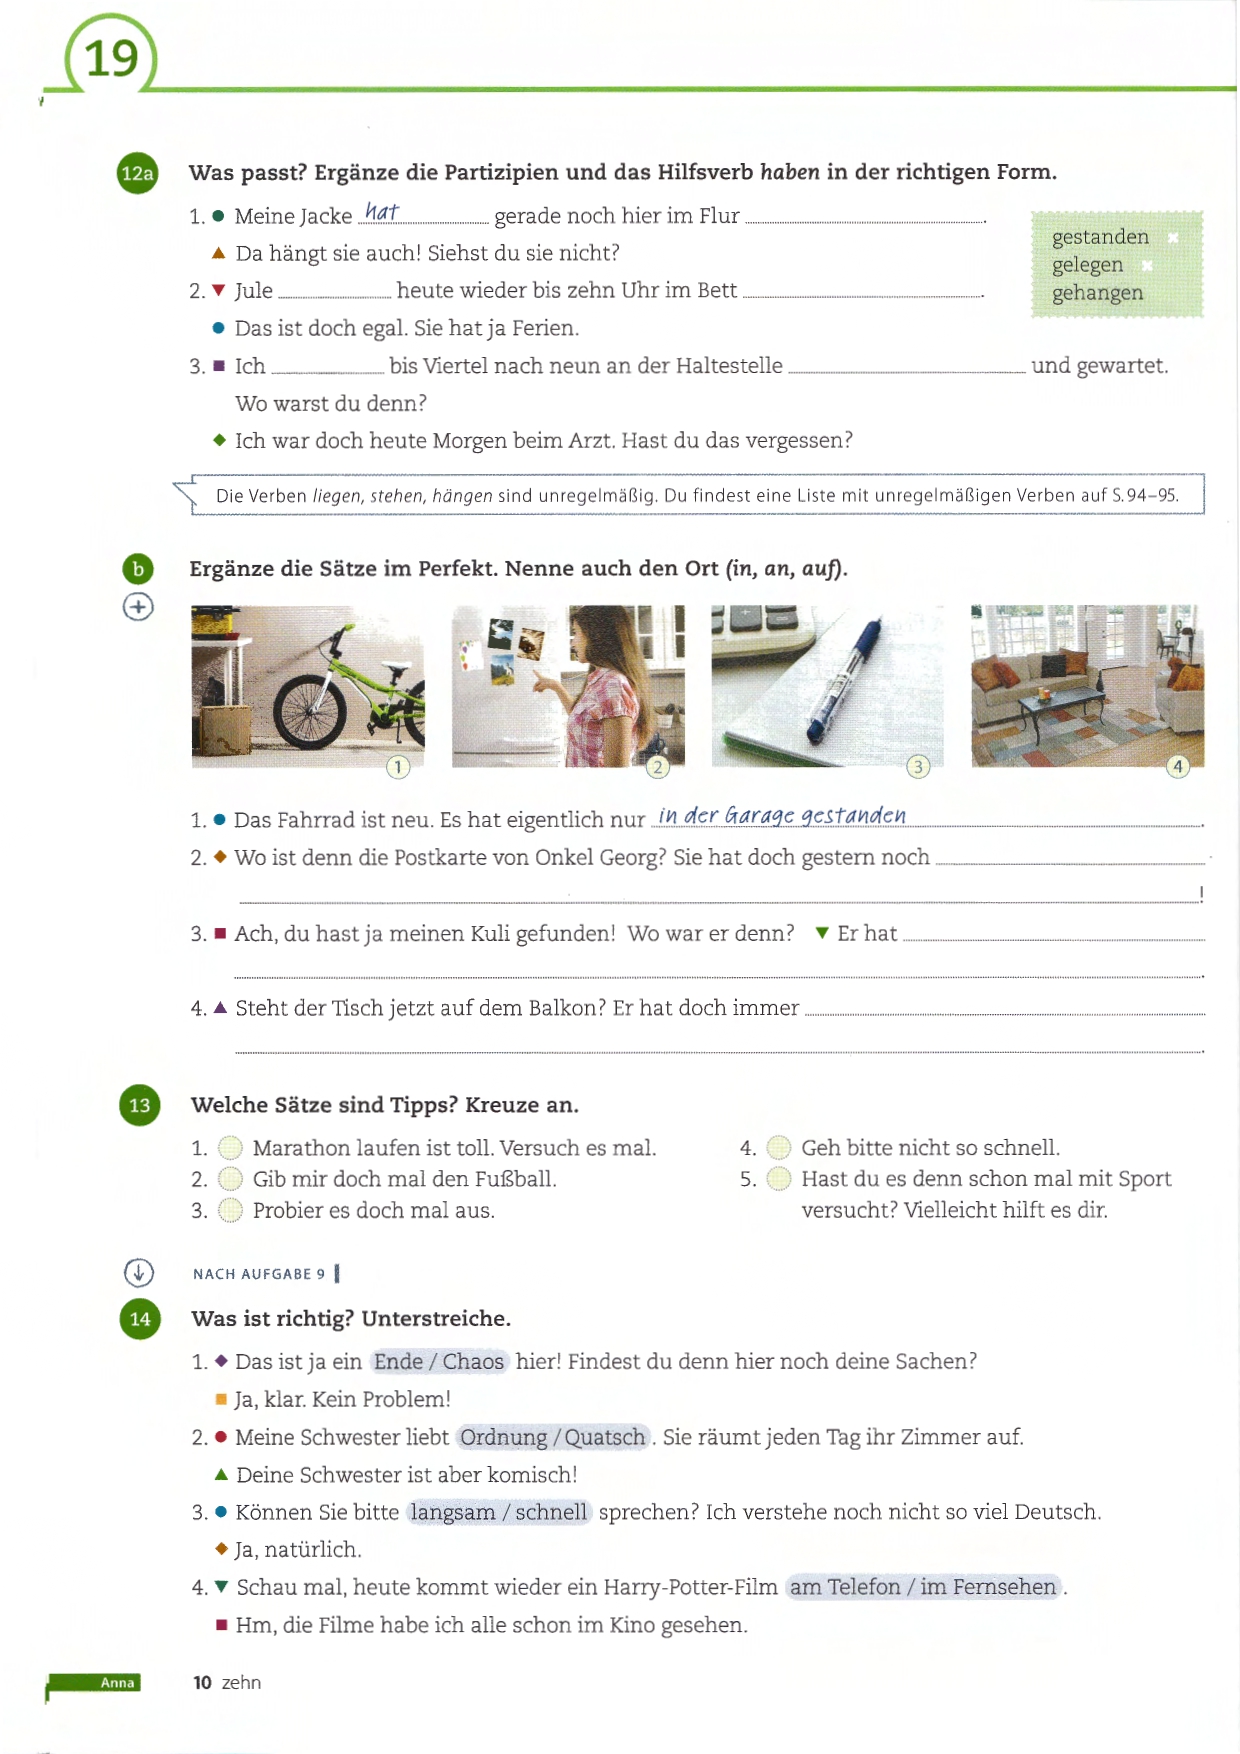 19
12a Was passt? Ergänze die Partizipien und das Hilfsverb haben in der richtigen Form.
1. Meine Jacke hat gerade noch hier im Flur .
Da hängt sie auch! Siehst du sie nicht?
2. Jule heute wieder bis zehn Uhr im Bett .
Das ist doch egal. Sie hat ja Ferien.
3. Ich bis Viertel nach neun an der Haltestelle und gewartet.
Wo warst du denn?
Ich war doch heute Morgen beim Arzt. Hast du das vergessen?
gestanden
gelegen
gehangen
Die Verben liegen, stehen, hängen sind unregelmäßig. Du findest eine Liste mit unregelmäßigen Verben auf S. 94–95.
b Ergänze die Sätze im Perfekt. Nenne auch den Ort (in, an, auf).
1 2 3 4
1. Das Fahrrad ist neu. Es hat eigentlich nur in der Garage gestanden .
2. Wo ist denn die Postkarte von Onkel Georg? Sie hat doch gestern noch
!
3. Ach, du hast ja meinen Kuli gefunden! Wo war er denn? Er hat
.
4. Steht der Tisch jetzt auf dem Balkon? Er hat doch immer
.
13 Welche Sätze sind Tipps? Kreuze an.
1. Marathon laufen ist toll. Versuch es mal.
2. Gib mir doch mal den Fußball.
3. Probier es doch mal aus.
4. Geh bitte nicht so schnell.
5. Hast du es denn schon mal mit Sport
versucht? Vielleicht hilft es dir.
NACH AUFGABE 9
14 Was ist richtig? Unterstreiche.
1. Das ist ja ein Ende / Chaos hier! Findest du denn hier noch deine Sachen?
Ja, klar. Kein Problem!
2. Meine Schwester liebt Ordnung / Quatsch . Sie räumt jeden Tag ihr Zimmer auf.
Deine Schwester ist aber komisch!
3. Können Sie bitte langsam / schnell sprechen? Ich verstehe noch nicht so viel Deutsch.
Ja, natürlich.
4. Schau mal, heute kommt wieder ein Harry-Potter-Film am Telefon / im Fernsehen .
Hm, die Filme habe ich alle schon im Kino gesehen.
Anna 10 zehn